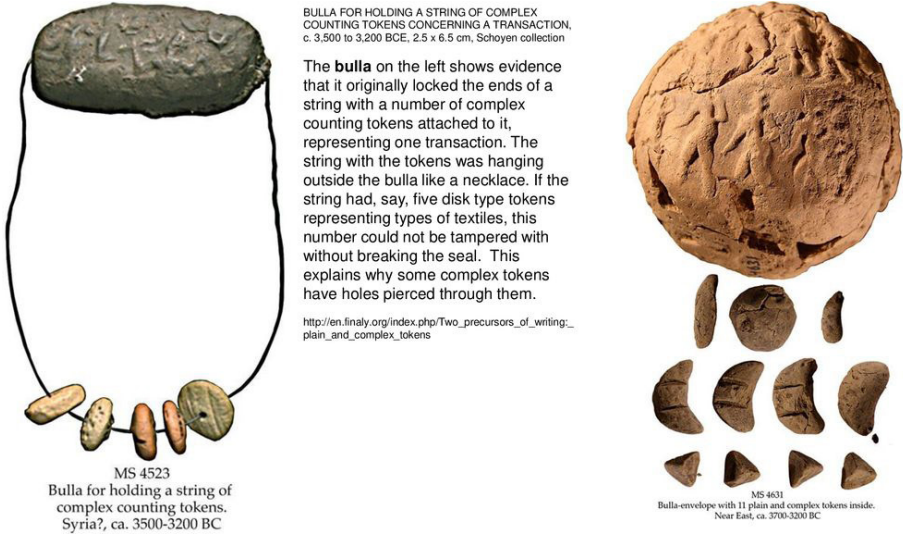 BULLA FOR HOLDING A STRING OF COMPLEX
COUNTING TOKENS CONCERNING A TRANSACTION,
c. 3,500 to 3,200 BCE, 2.5 x 6.5 cm, Schoyen collection
The bulla on the left shows evidence
that it originally locked the ends of a
string with a number of complex
counting tokens attached to it,
representing one transaction. The
string with the tokens was hanging
outside the bulla like a necklace. If the
string had, say, five disk type tokens
representing types of textiles, this
number could not be tampered with
without breaking the seal.  This
explains why some complex tokens
have holes pierced through them.
http://en.finaly.org/index.php/Two_precursors_of_writing:_
plain_and_complex_tokens
MS 4523
Bulla for holding a string of
complex counting tokens.
Syria?, ca. 3500-3200 BC
4631
MS 4631
Bulla-envelope with 11 plain and complex tokens inside.
Near East, ca. 3700-3200 BC